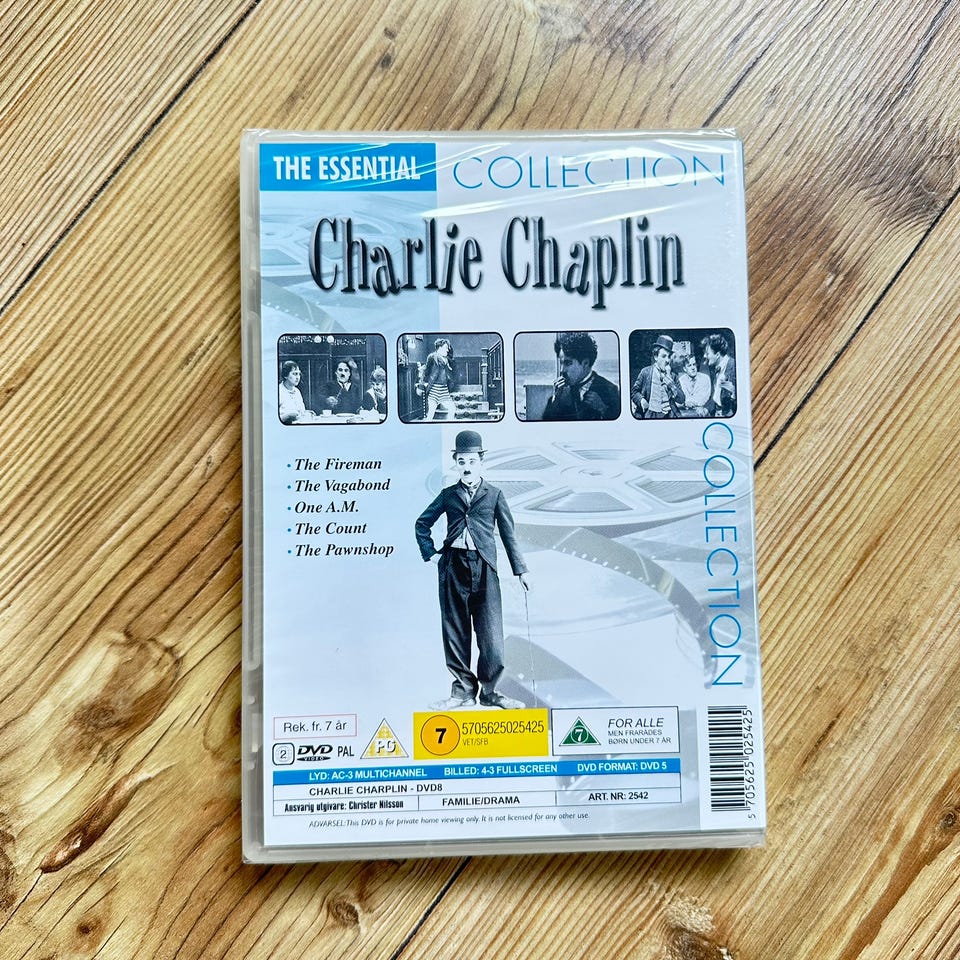 THE ESSENTIAL COLLECTION
Charlie Chaplin
COLLECTION
• The Fireman
• The Vagabond
• One A.M.
• The Count
• The Pawnshop
Rek. fr. 7 år
2
DVD
VIDEO
PAL
PG
7
5705625025425
VET/SFB
7
FOR ALLE
MEN FRARÅDES
BØRN UNDER 7 ÅR
LYD: AC-3 MULTICHANNEL BILLED: 4-3 FULLSCREEN DVD FORMAT: DVD 5
CHARLIE CHARPLIN - DVD8
Ansvarig utgivare: Christer Nilsson
FAMILIE/DRAMA
ART. NR: 2542
ADVARSEL:This DVD is for private home viewing only. It is not licensed for any other use.
5 705625 025425